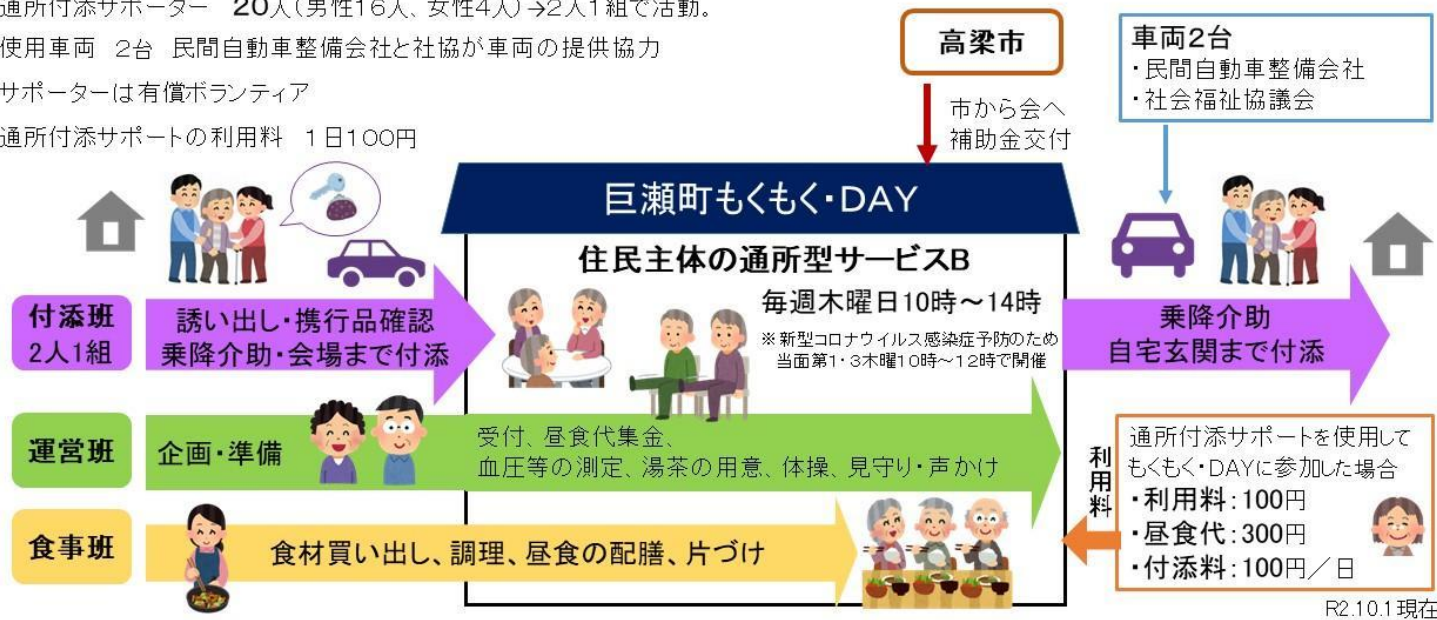 通所付添サポーター 20人(男性16人、女性4人)→2人1組で活動。
使用車両 2台 民間自動車整備会社と社協が車両の提供協力
サポーターは有償ボランティア
通所付添サポートの利用料 1日100円
高梁市
市から会へ
補助金交付
車両2台
・民間自動車整備会社
・社会福祉協議会
巨瀬町もくもく・DAY
住民主体の通所型サービスB
毎週木曜日10時～14時
※新型コロナウイルス感染症予防のため
当面第1・3木曜10時～12時で開催
付添班
2人1組
誘い出し・携行品確認
乗降介助・会場まで付添
乗降介助
自宅玄関まで付添
運営班
企画・準備
受付、昼食代集金、
血圧等の測定、湯茶の用意、体操、見守り・声かけ
食事班
食材買い出し、調理、昼食の配膳、片づけ
利用料
通所付添サポートを使用して
もくもく・DAYに参加した場合
・利用料：100円
・昼食代：300円
・付添料：100円／日
R2.10.1現在